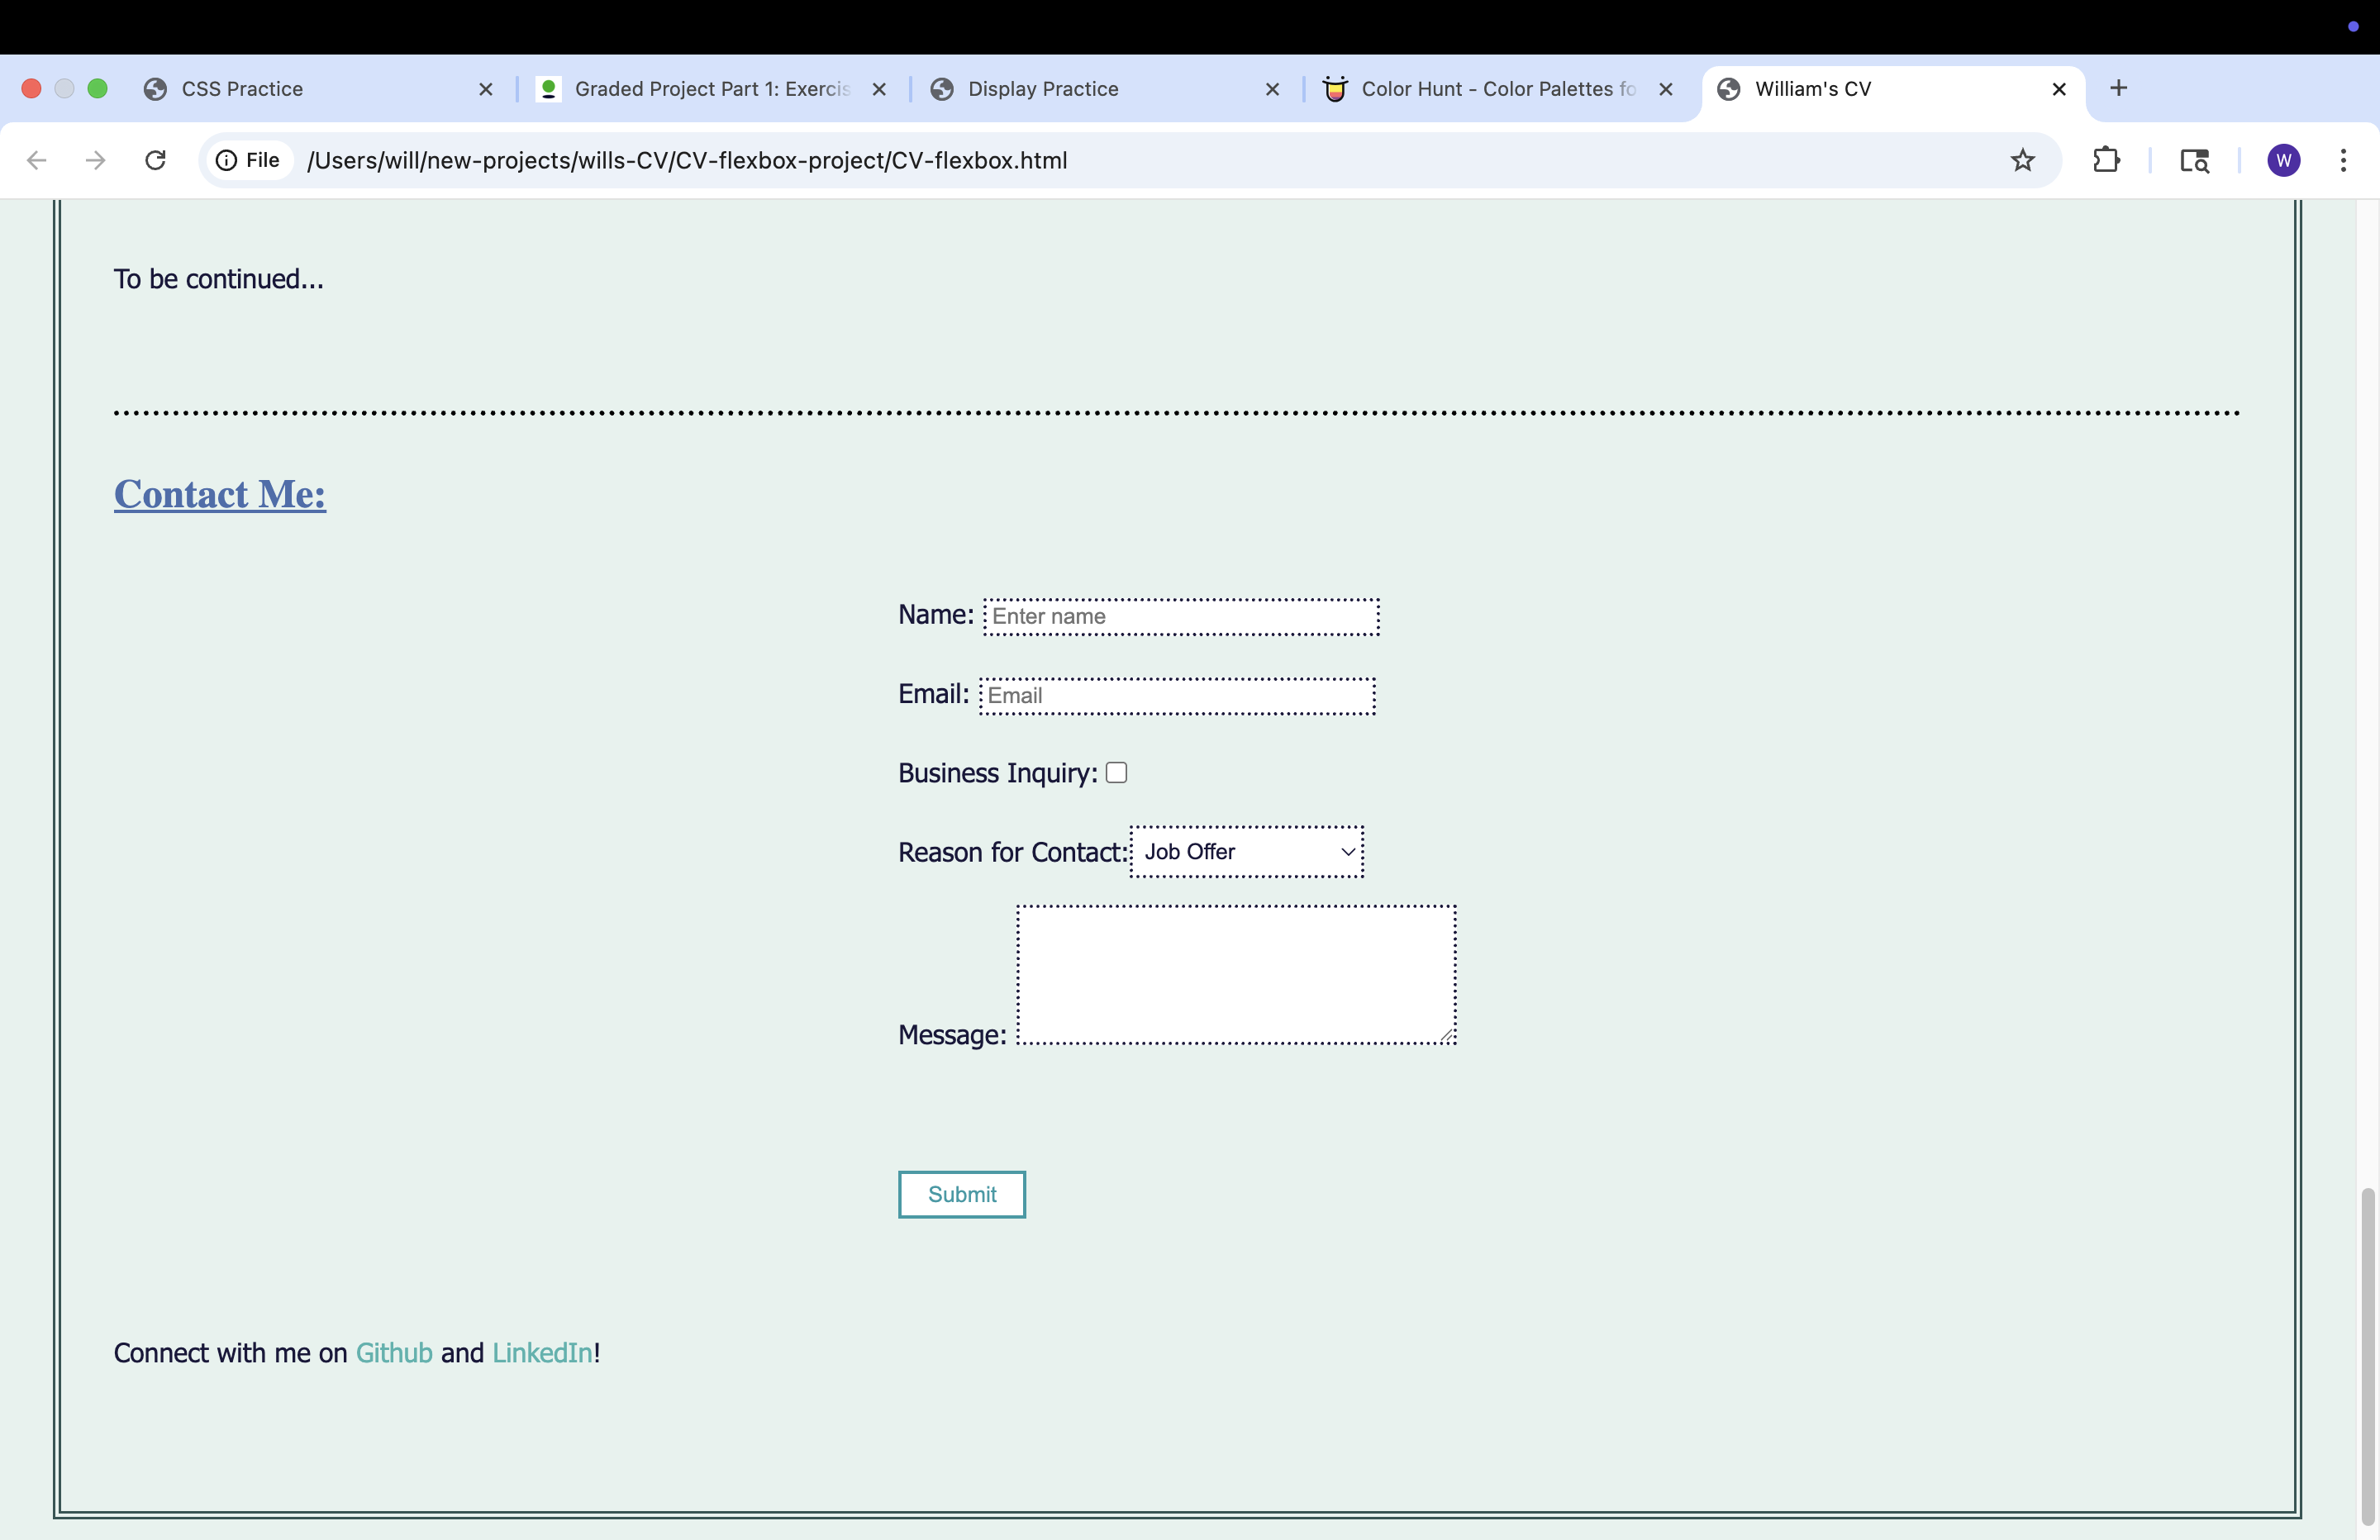 CSS Practice
Graded Project Part 1: Exercis
Display Practice
Color Hunt - Color Palettes fo
William's CV
File
/Users/will/new-projects/wills-CV/CV-flexbox-project/CV-flexbox.html
W
To be continued...
Contact Me:
Name: Enter name
Email: Email
Business Inquiry:
Reason for Contact: Job Offer
Message:
Submit
Connect with me on Github and LinkedIn!